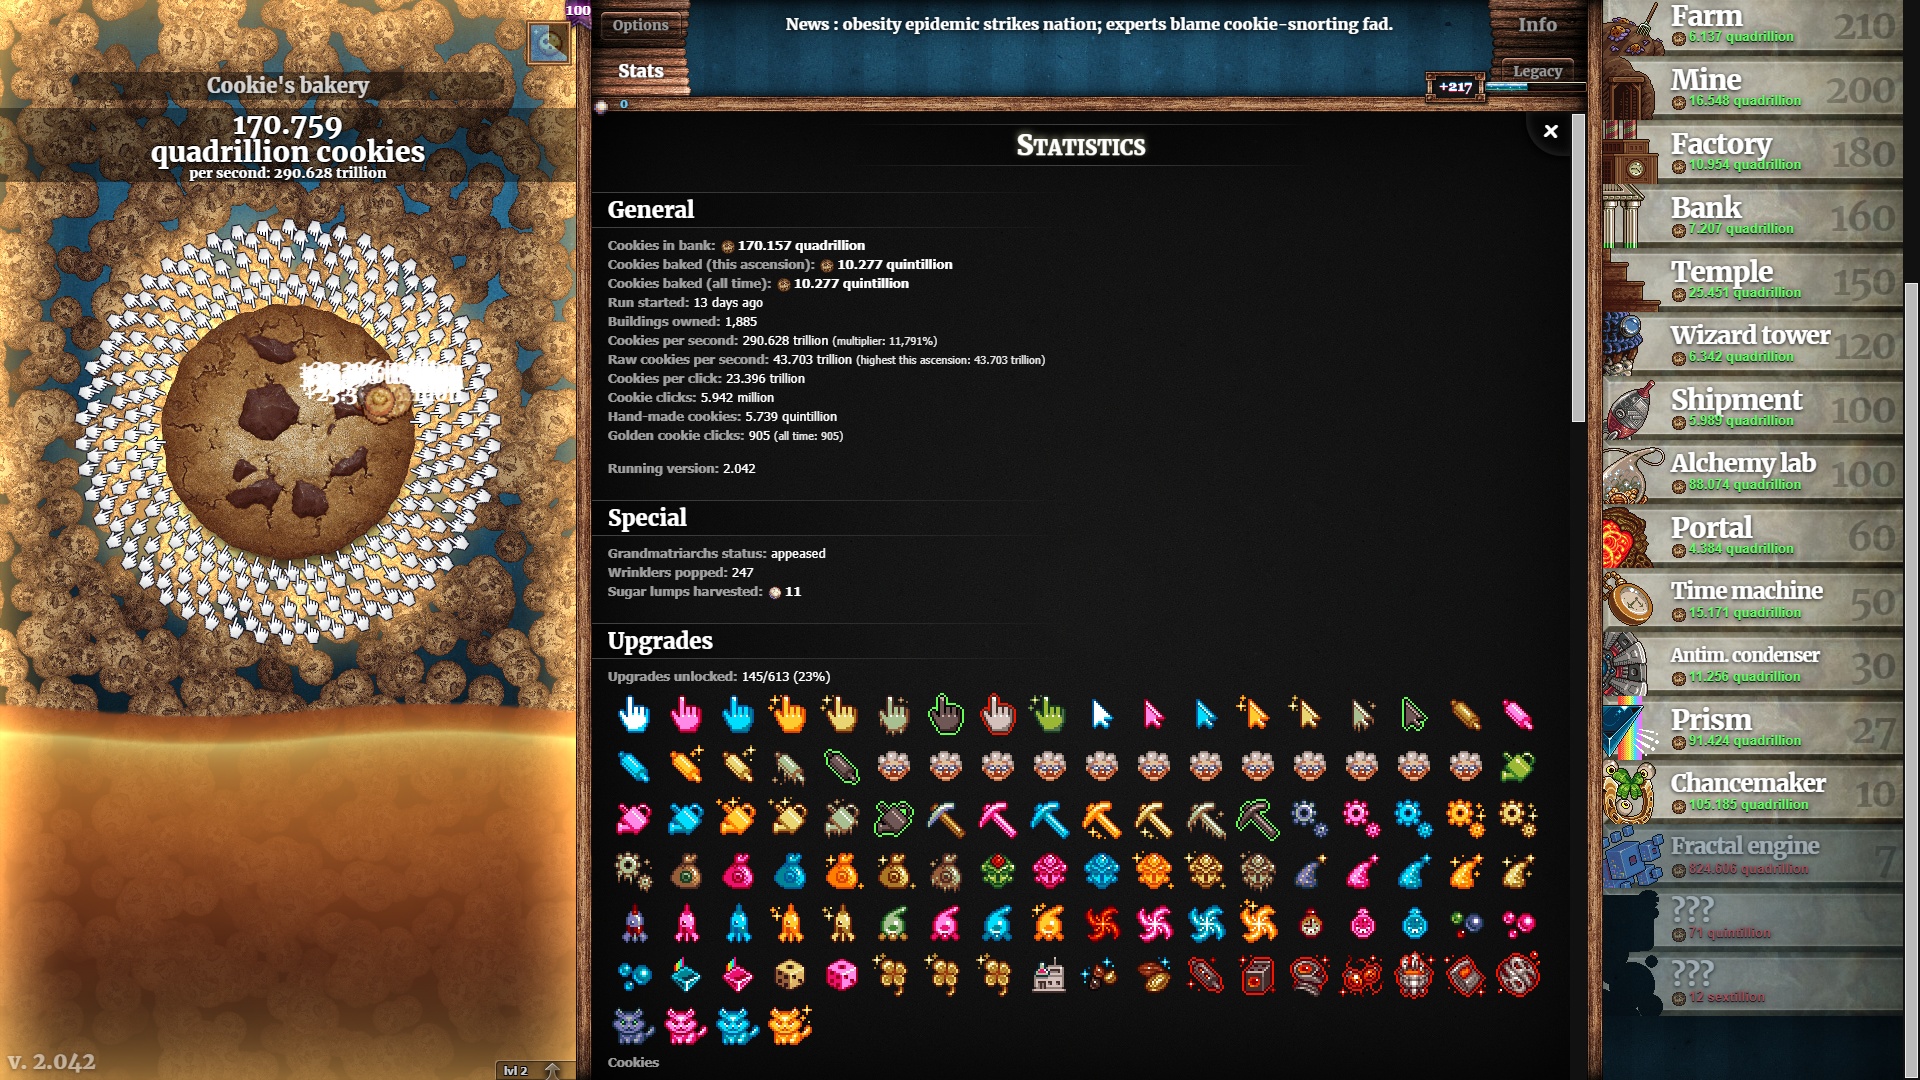 100
Cookie's bakery
170.759
quadrillion cookies
per second: 290.628 trillion
v. 2.042
lvl 2
Options
Stats
News : obesity epidemic strikes nation; experts blame cookie-snorting fad.
Info
Legacy
+217
0
Statistics
×
General
Cookies in bank: 170.157 quadrillion
Cookies baked (this ascension): 10.277 quintillion
Cookies baked (all time): 10.277 quintillion
Run started: 13 days ago
Buildings owned: 1,885
Cookies per second: 290.628 trillion (multiplier: 11,791%)
Raw cookies per second: 43.703 trillion (highest this ascension: 43.703 trillion)
Cookies per click: 23.396 trillion
Cookie clicks: 5.942 million
Hand-made cookies: 5.739 quintillion
Golden cookie clicks: 905 (all time: 905)
Running version: 2.042
Special
Grandmatriarchs status: appeased
Wrinklers popped: 247
Sugar lumps harvested: 11
Upgrades
Upgrades unlocked: 145/613 (23%)
Cookies
Farm 210
6.137 quadrillion
Mine 200
16.548 quadrillion
Factory 180
10.954 quadrillion
Bank 160
7.207 quadrillion
Temple 150
25.451 quadrillion
Wizard tower 120
6.342 quadrillion
Shipment 100
5.989 quadrillion
Alchemy lab 100
88.074 quadrillion
Portal 60
4.384 quadrillion
Time machine 50
15.171 quadrillion
Antim. condenser 30
11.256 quadrillion
Prism 27
91.424 quadrillion
Chancemaker 10
105.185 quadrillion
Fractal engine 7
824.606 quadrillion
???
71 quintillion
???
12 sextillion